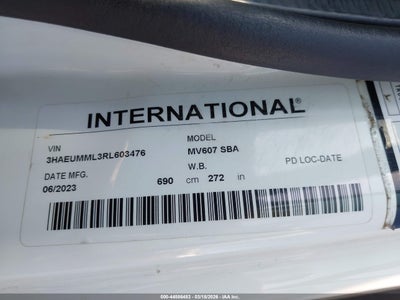 INTERNATIONAL®
VIN
MODEL
3HAEUMML3RL603476
MV607 SBA
DATE MFG.
W.B.
PD LOC-DATE
06/2023
690 cm 272 in